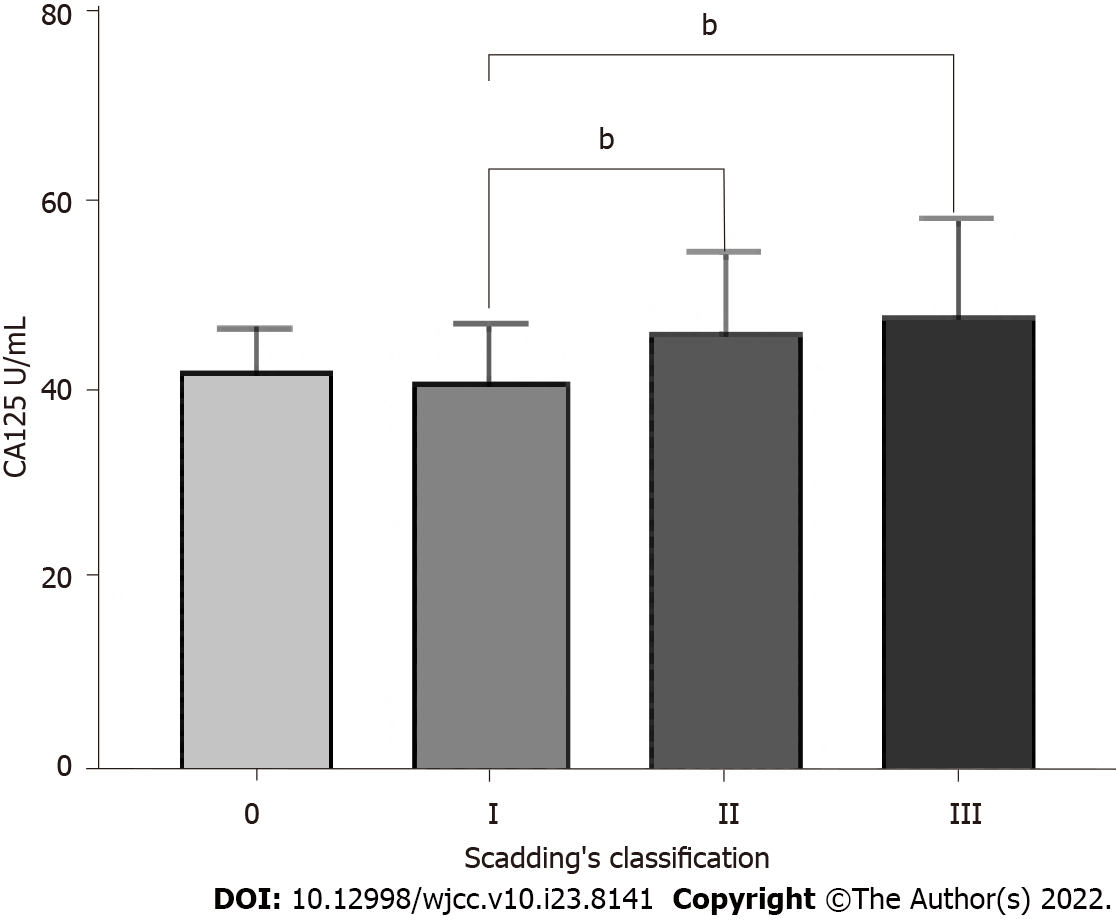 80
b
b
60
40
20
0
CA125 U/mL
0 I II III
Scadding's classification
DOI: 10.12998/wjcc.v10.i23.8141 Copyright ©The Author(s) 2022.